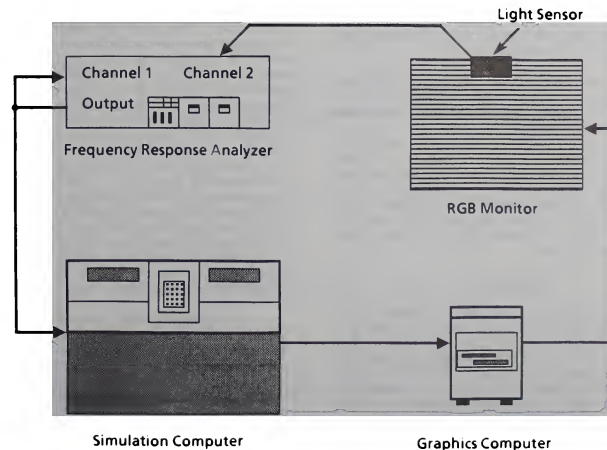 Light Sensor
Channel 1 Channel 2
Output
Frequency Response Analyzer
RGB Monitor
Simulation Computer
Graphics Computer